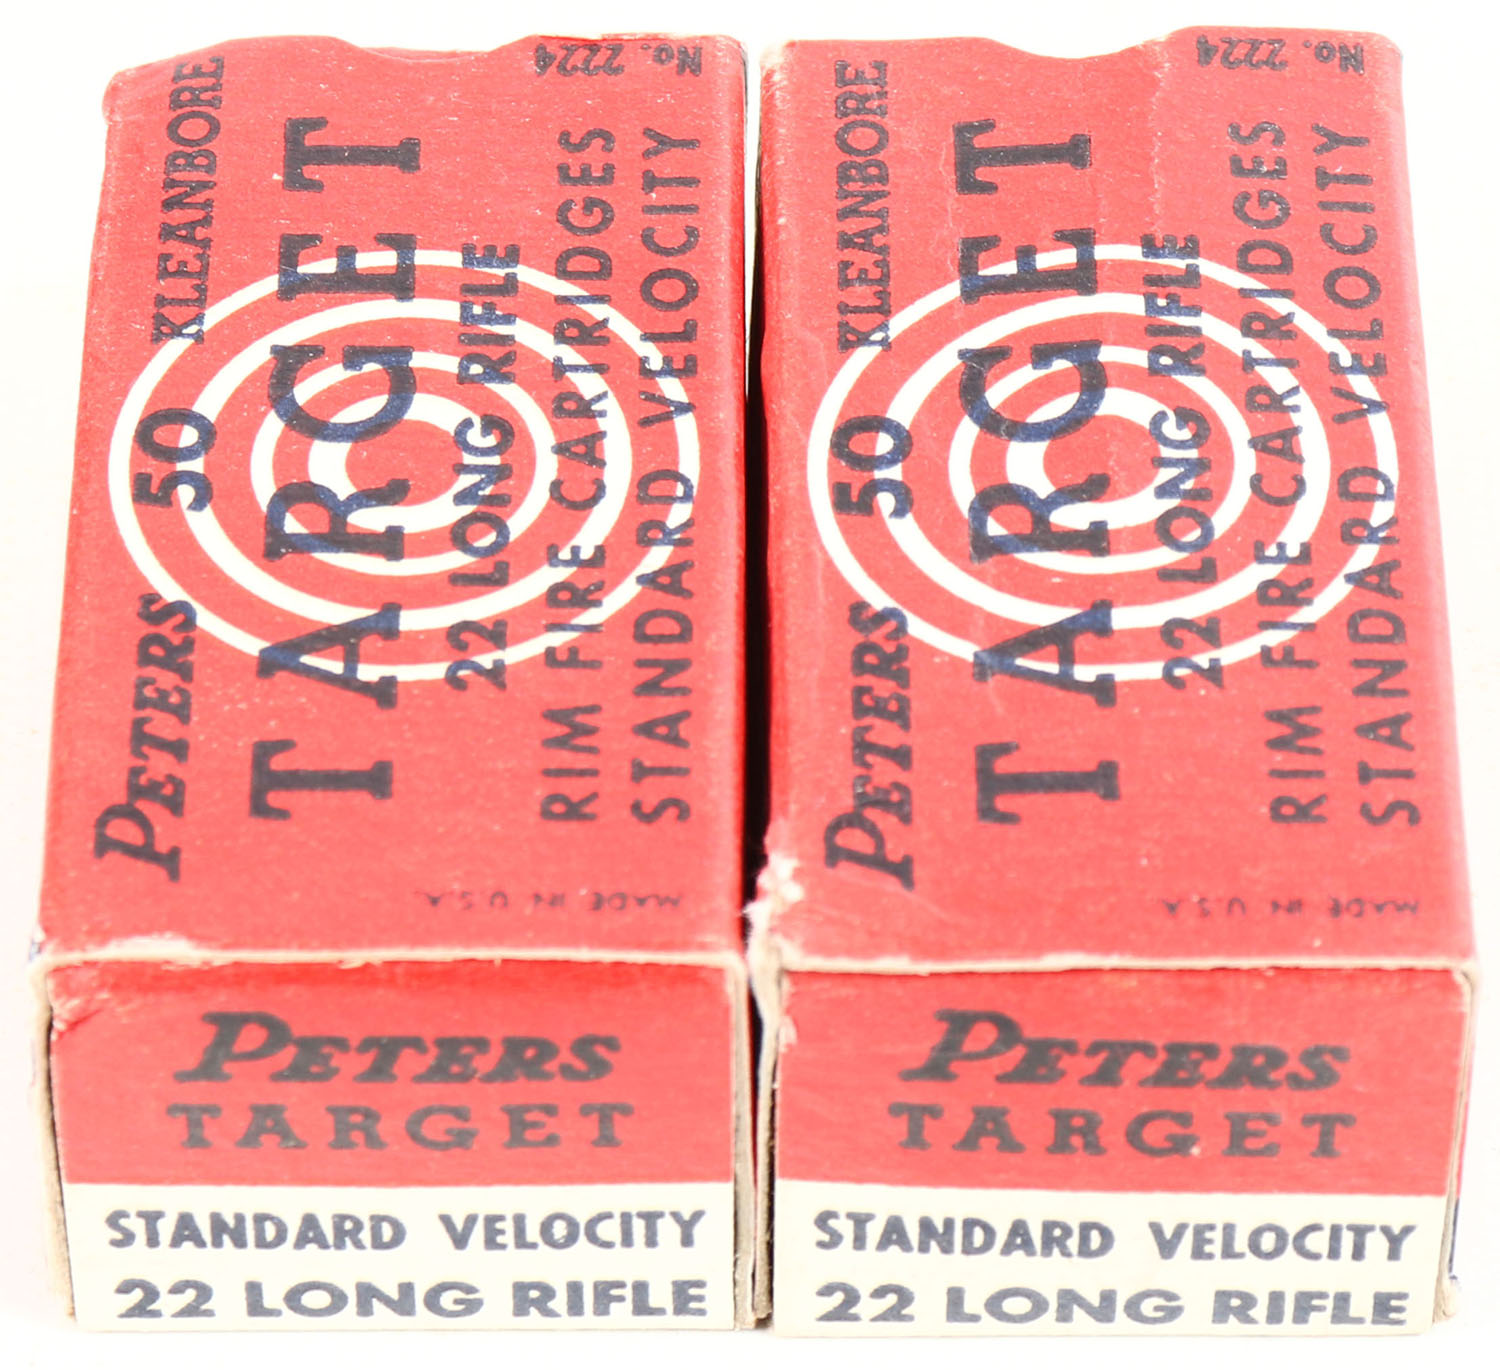 No. 2224
PETERS 50 KLEANBORE
TARGET
22 LONG RIFLE
RIM FIRE CARTRIDGES
STANDARD VELOCITY
MADE IN U.S.A.
PETERS
TARGET
STANDARD VELOCITY
22 LONG RIFLE
No. 2224
PETERS 50 KLEANBORE
TARGET
22 LONG RIFLE
RIM FIRE CARTRIDGES
STANDARD VELOCITY
MADE IN U.S.A.
PETERS
TARGET
STANDARD VELOCITY
22 LONG RIFLE